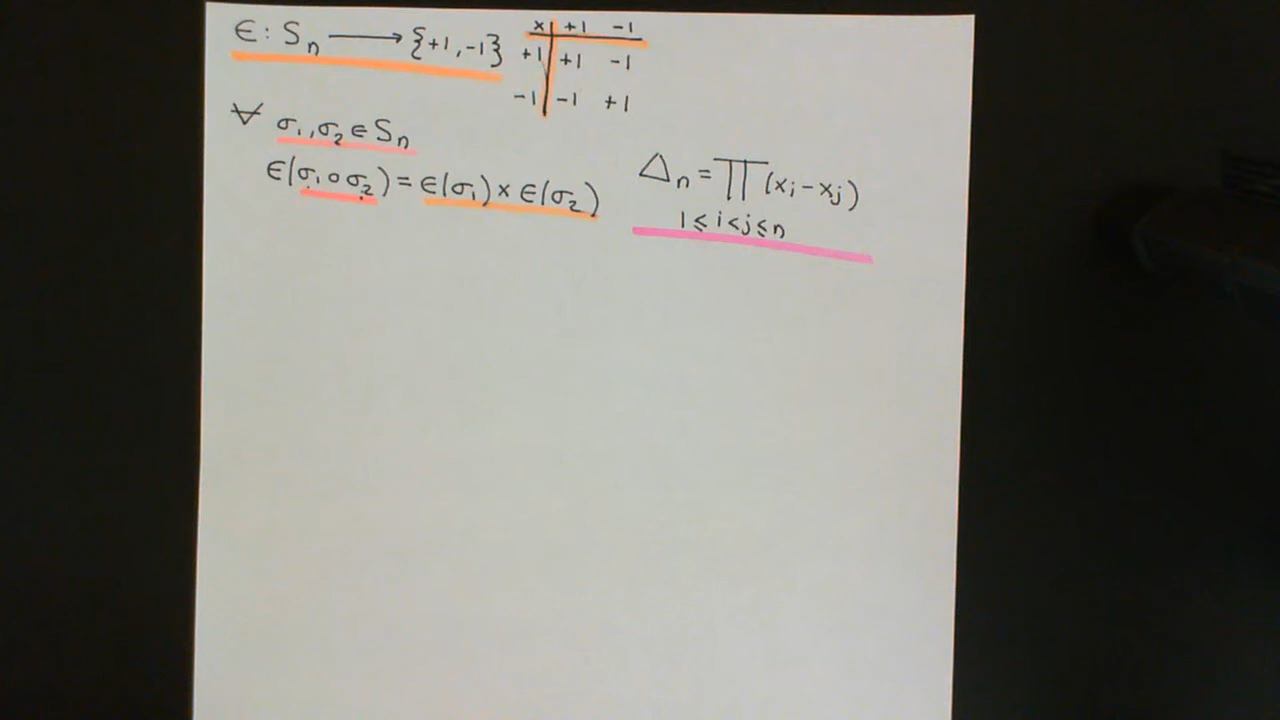 ∈: Sₙ ⟶ {+1, -1}
x | +1 -1
+1 | +1 -1
-1 | -1 +1
∀ σ₁, σ₂ ∈ Sₙ
∈(σ₁ ∘ σ₂) = ∈(σ₁) × ∈(σ₂)
Δₙ = ∏ (xᵢ - xⱼ)
1 ≤ i < j ≤ n